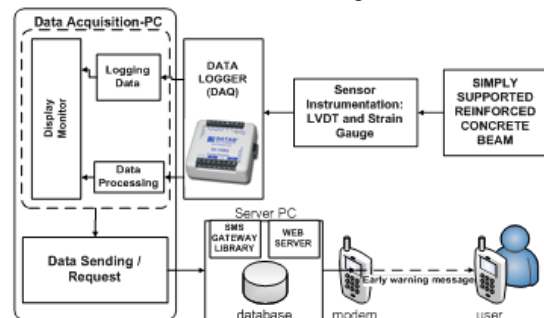 Data Acquisition-PC
Display
Monitor
Logging
Data
Data
Processing
DATA
LOGGER
(DAQ)
Sensor
Instrumentation:
LVDT and Strain
Gauge
SIMPLY
SUPPORTED
REINFORCED
CONCRETE
BEAM
Data Sending /
Request
Server PC
SMS
GATEWAY
LIBRARY
WEB
SERVER
database
modem
Early warning message
user